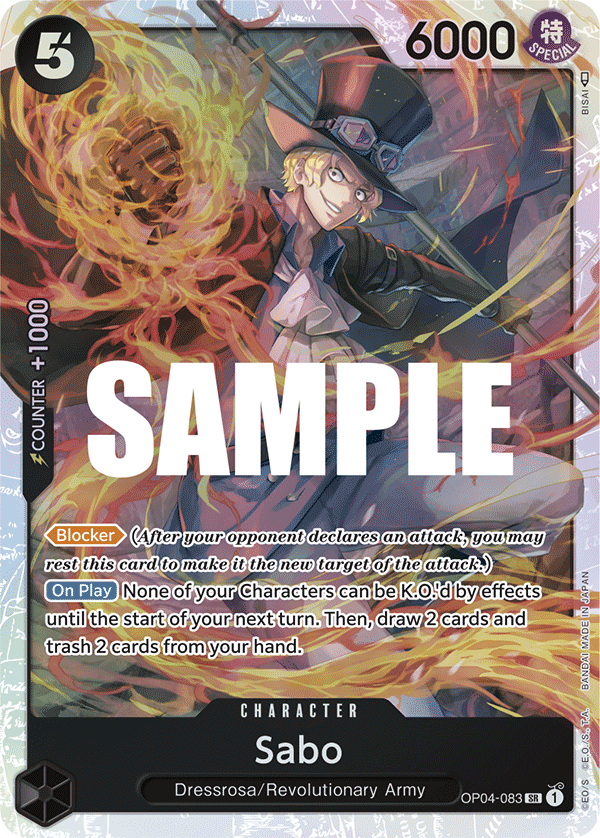 5
6000
特
SPECIAL
BISAI
COUNTER +1000
SAMPLE
Blocker (After your opponent declares an attack, you may
rest this card to make it the new target of the attack.)
On Play None of your Characters can be K.O.'d by effects
until the start of your next turn. Then, draw 2 cards and
trash 2 cards from your hand.
CHARACTER
Sabo
Dressrosa/Revolutionary Army
OP04-083 SR 1
©EO/S ©E.O./S., T.A. BANDAI MADE IN JAPAN